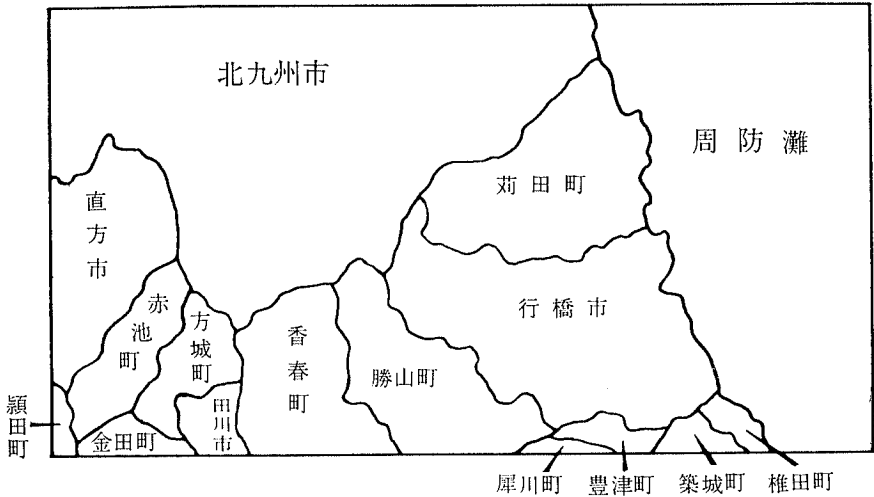 北九州市
周防灘
苅田町
直方市
行橋市
赤池町
方城町
香春町
勝山町
田川市
頴田町
金田町
犀川町
豊津町
築城町
椎田町